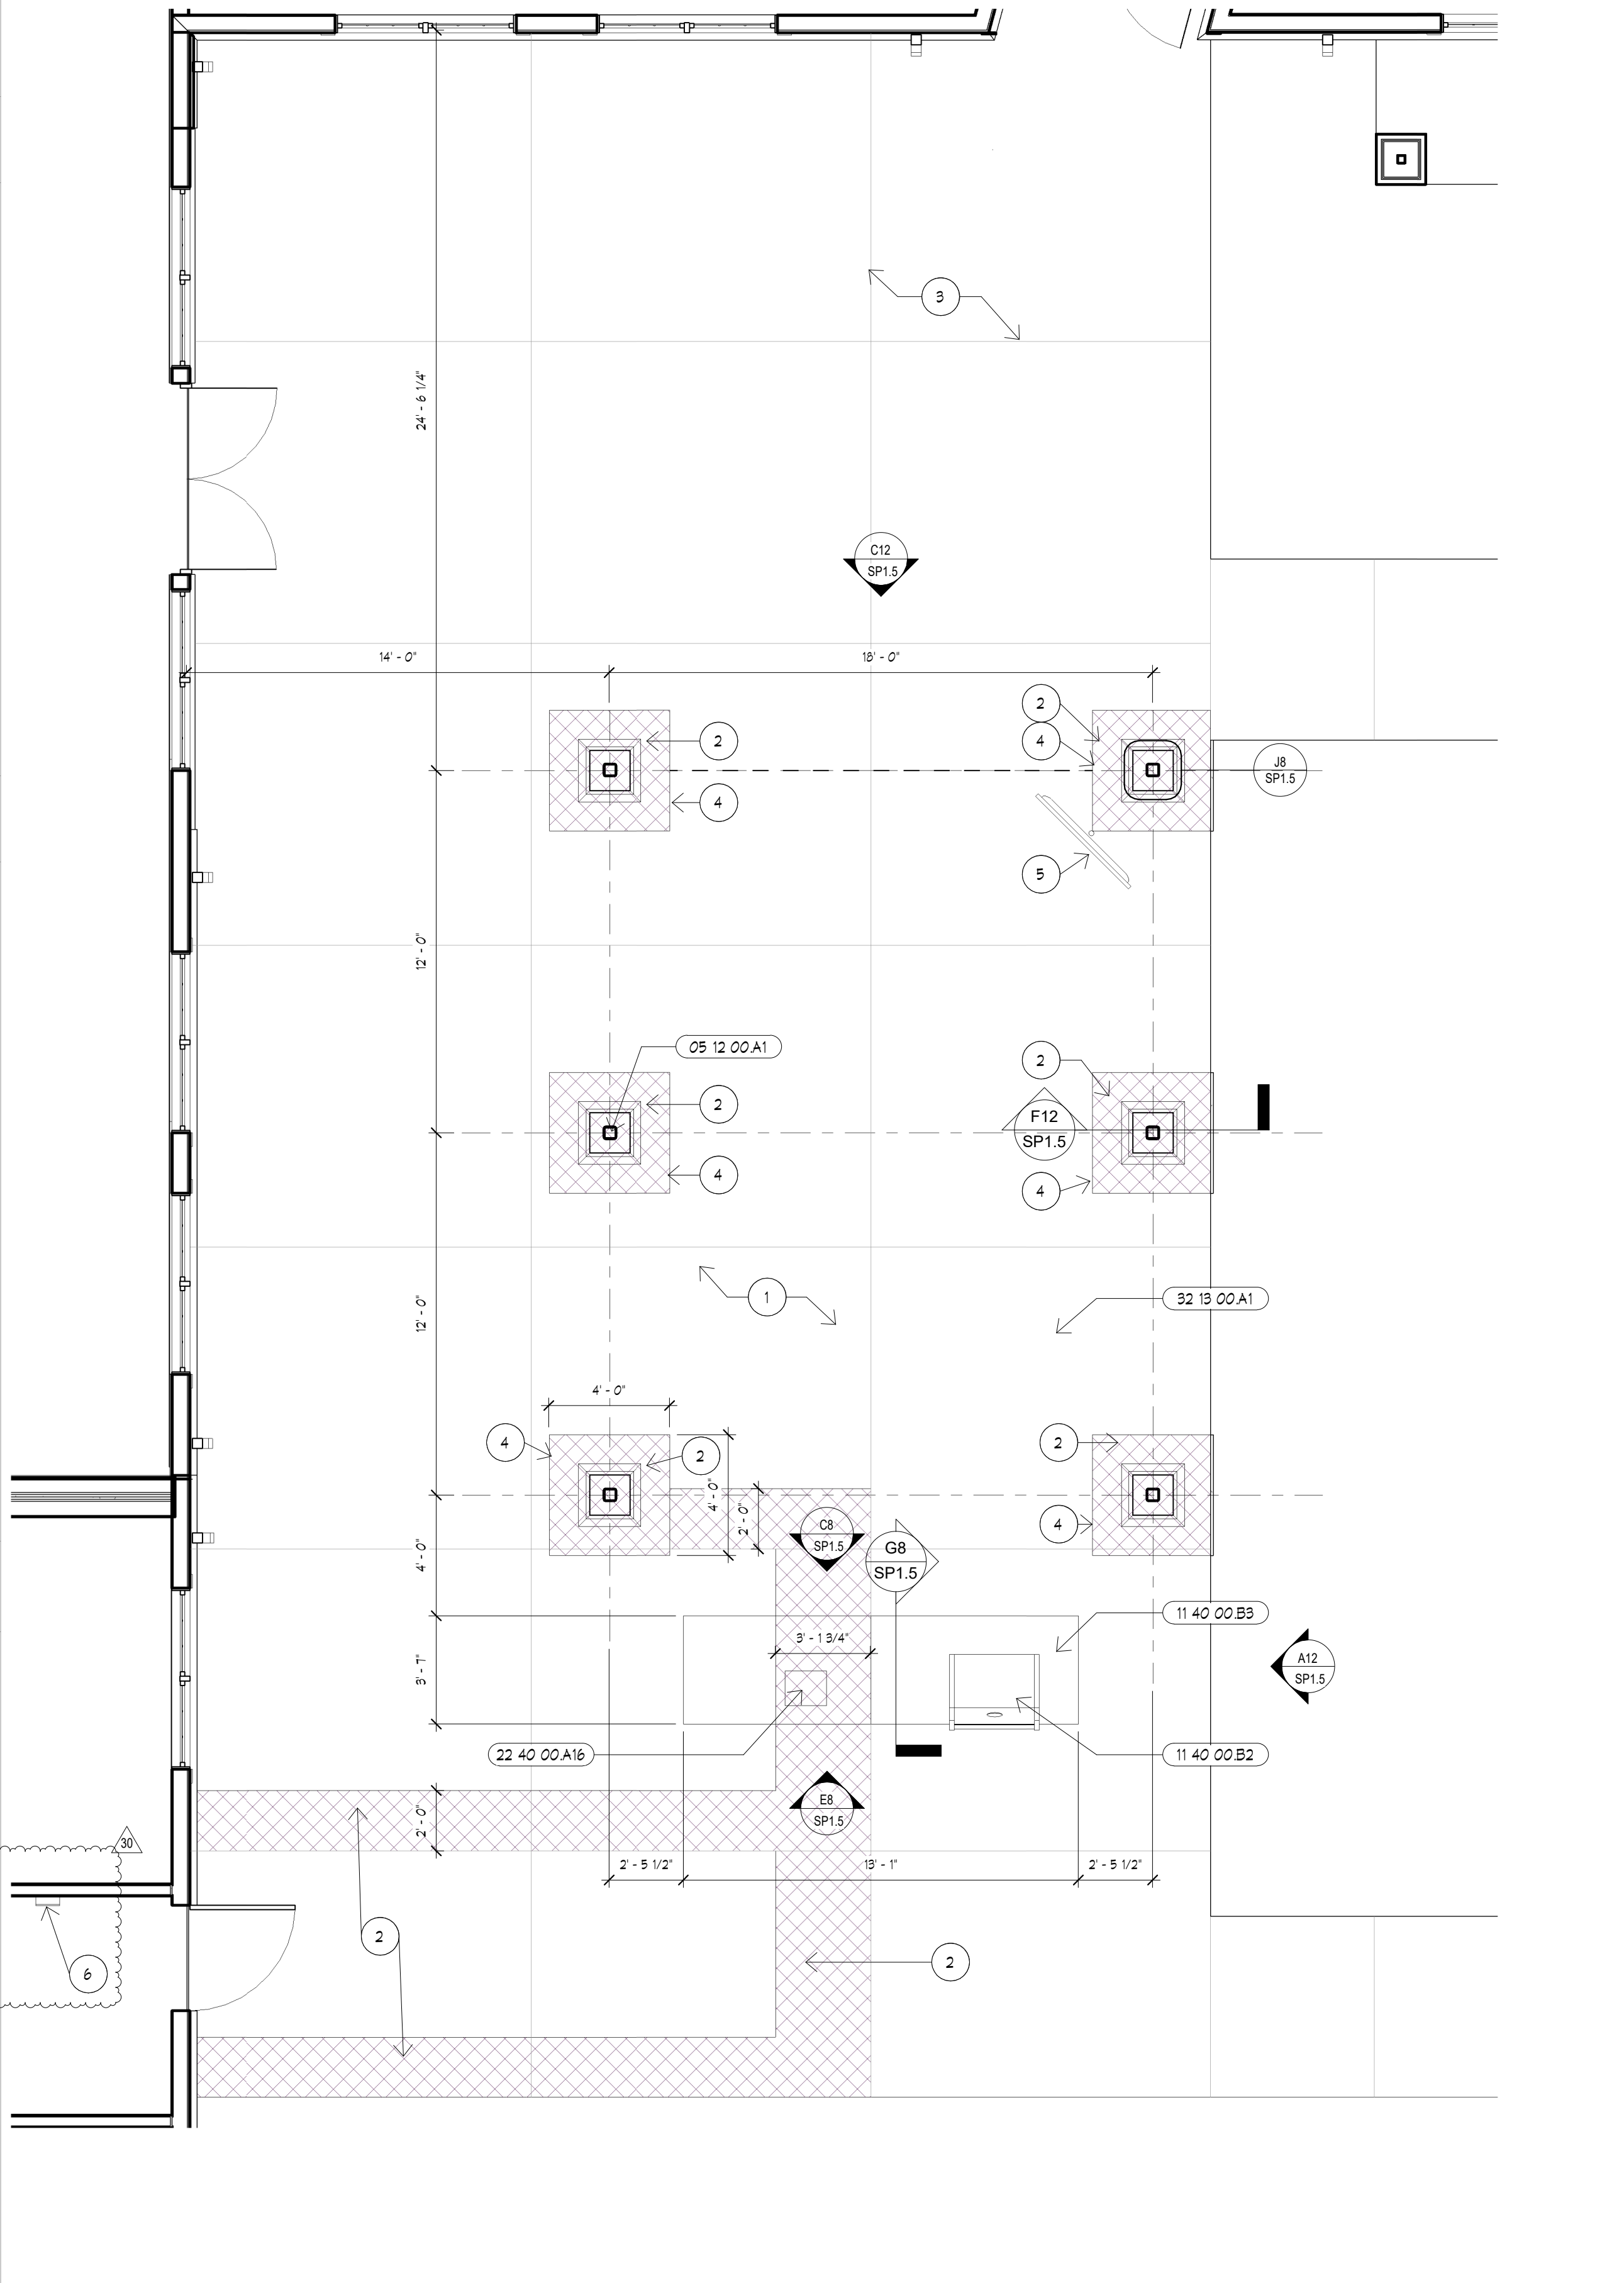 3
24' - 6 1/4"
C12
SP1.5
14' - 0"
18' - 0"
2
2
4
4
J8
SP1.5
5
12' - 0"
05 12 00.A1
2
2
F12
SP1.5
4
4
1
32 13 00.A1
12' - 0"
4' - 0"
4
2
2
4' - 0"
2' - 0"
C8
SP1.5
4
G8
SP1.5
4' - 0"
11 40 00.B3
3' - 1 3/4"
A12
SP1.5
3' - 7"
22 40 00.A16
11 40 00.B2
E8
SP1.5
2' - 0"
30
2' - 5 1/2"
13' - 1"
2' - 5 1/2"
2
2
6